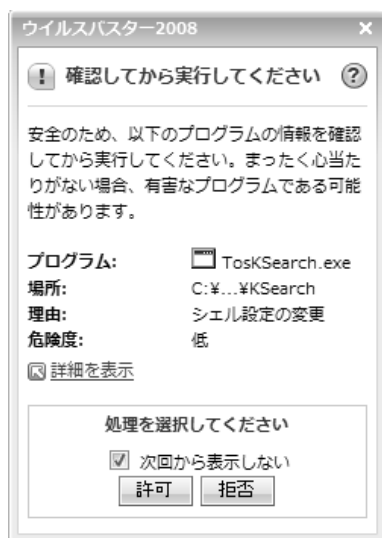 ウイルスバスター2008
確認してから実行してください
安全のため、以下のプログラムの情報を確認
してから実行してください。まったく心当た
りがない場合、有害なプログラムである可能
性があります。
プログラム: TosKSearch.exe
場所: C:¥...¥KSearch
理由: シェル設定の変更
危険度: 低
詳細を表示
処理を選択してください
次回から表示しない
許可 拒否